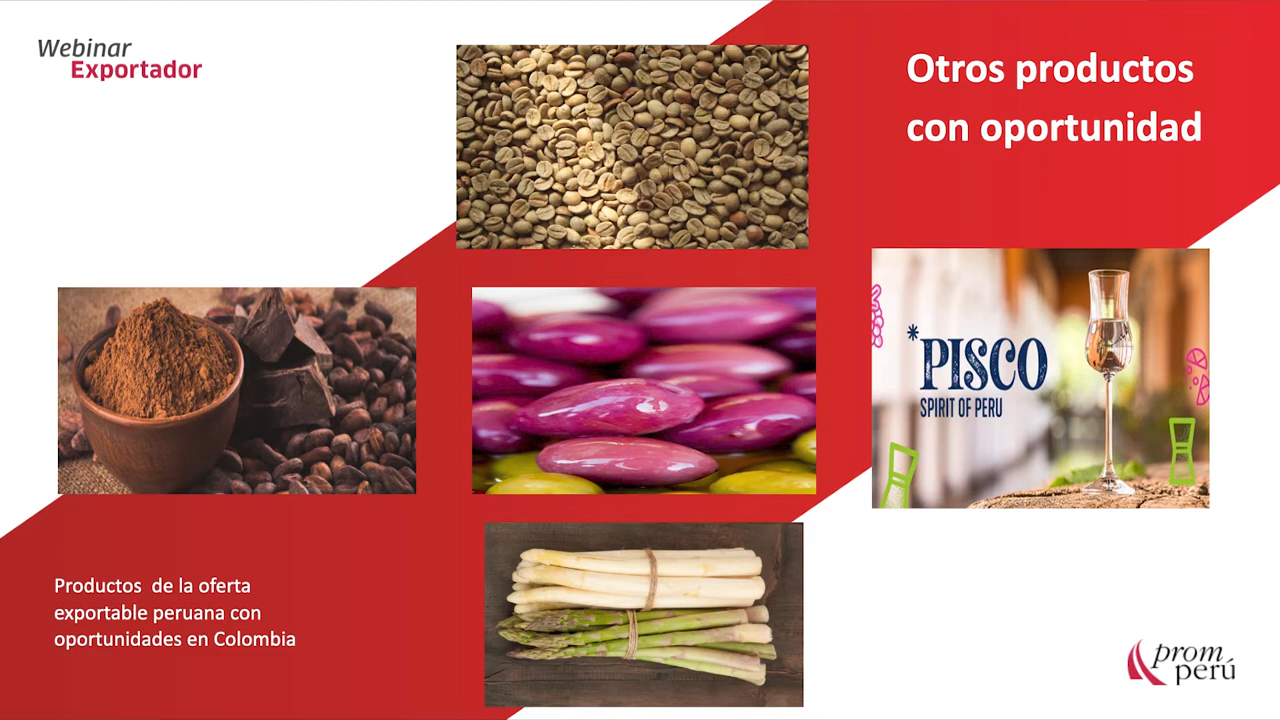 Webinar
Exportador
Otros productos
con oportunidad
*PISCO
SPIRIT OF PERU
Productos de la oferta
exportable peruana con
oportunidades en Colombia
prom
perú